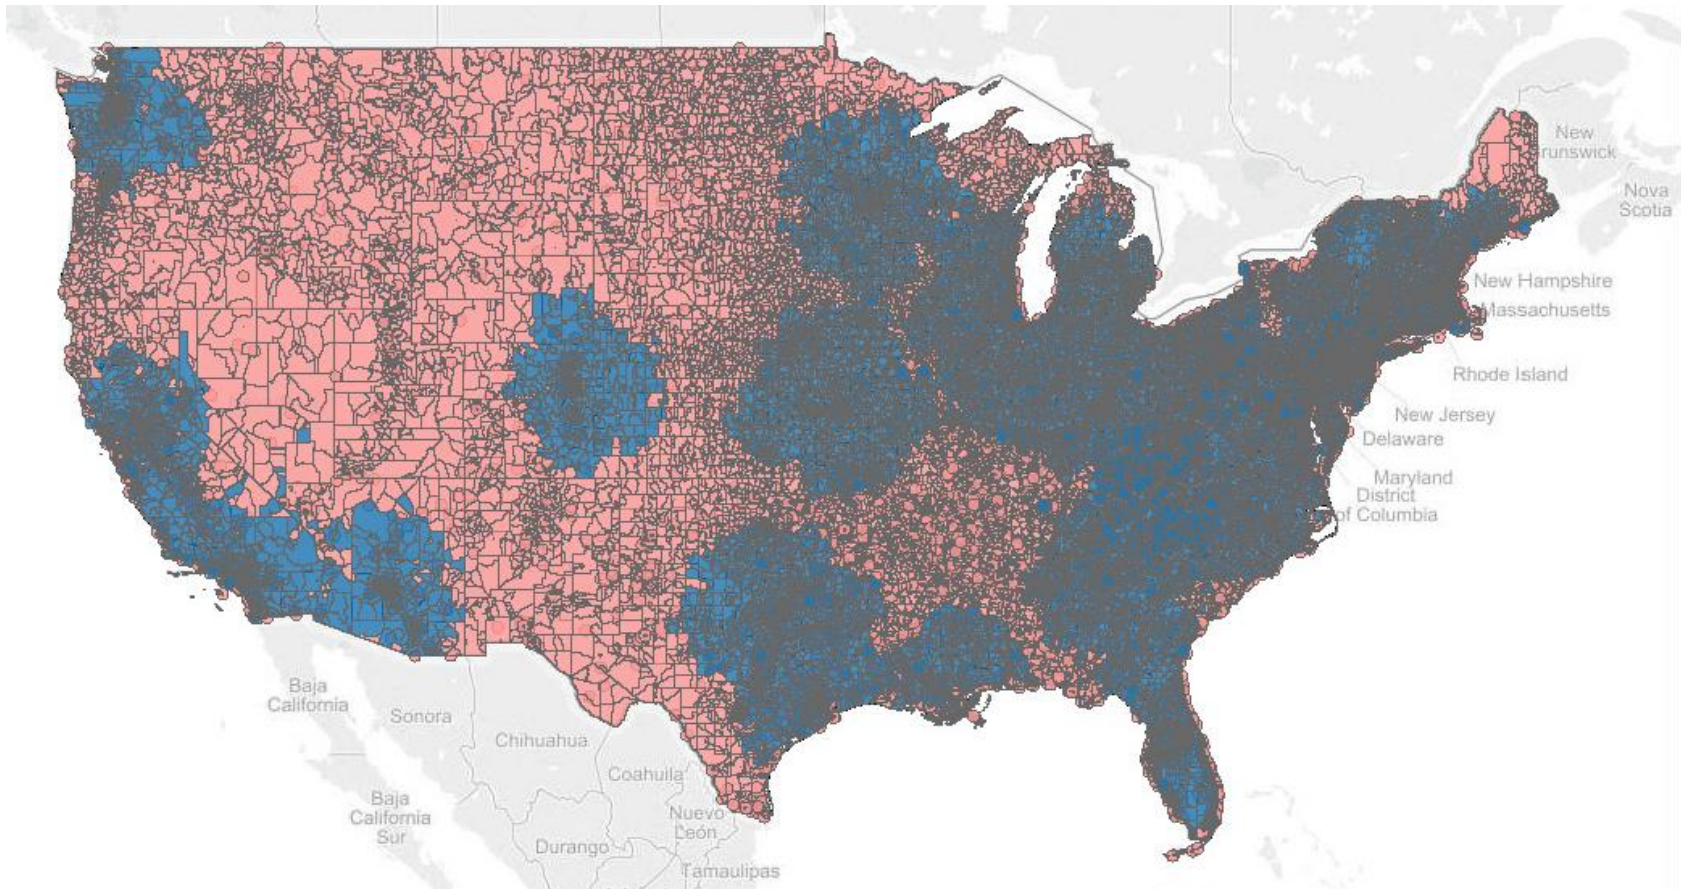 New
runswick
Nova
Scotia
New Hampshire
Massachusetts
Rhode Island
New Jersey
Delaware
Maryland
District
of Columbia
Baja
California
Sonora
Chihuahua
Coahuila
Baja
California
Sur
Nuevo
León
Durango
Tamaulipas